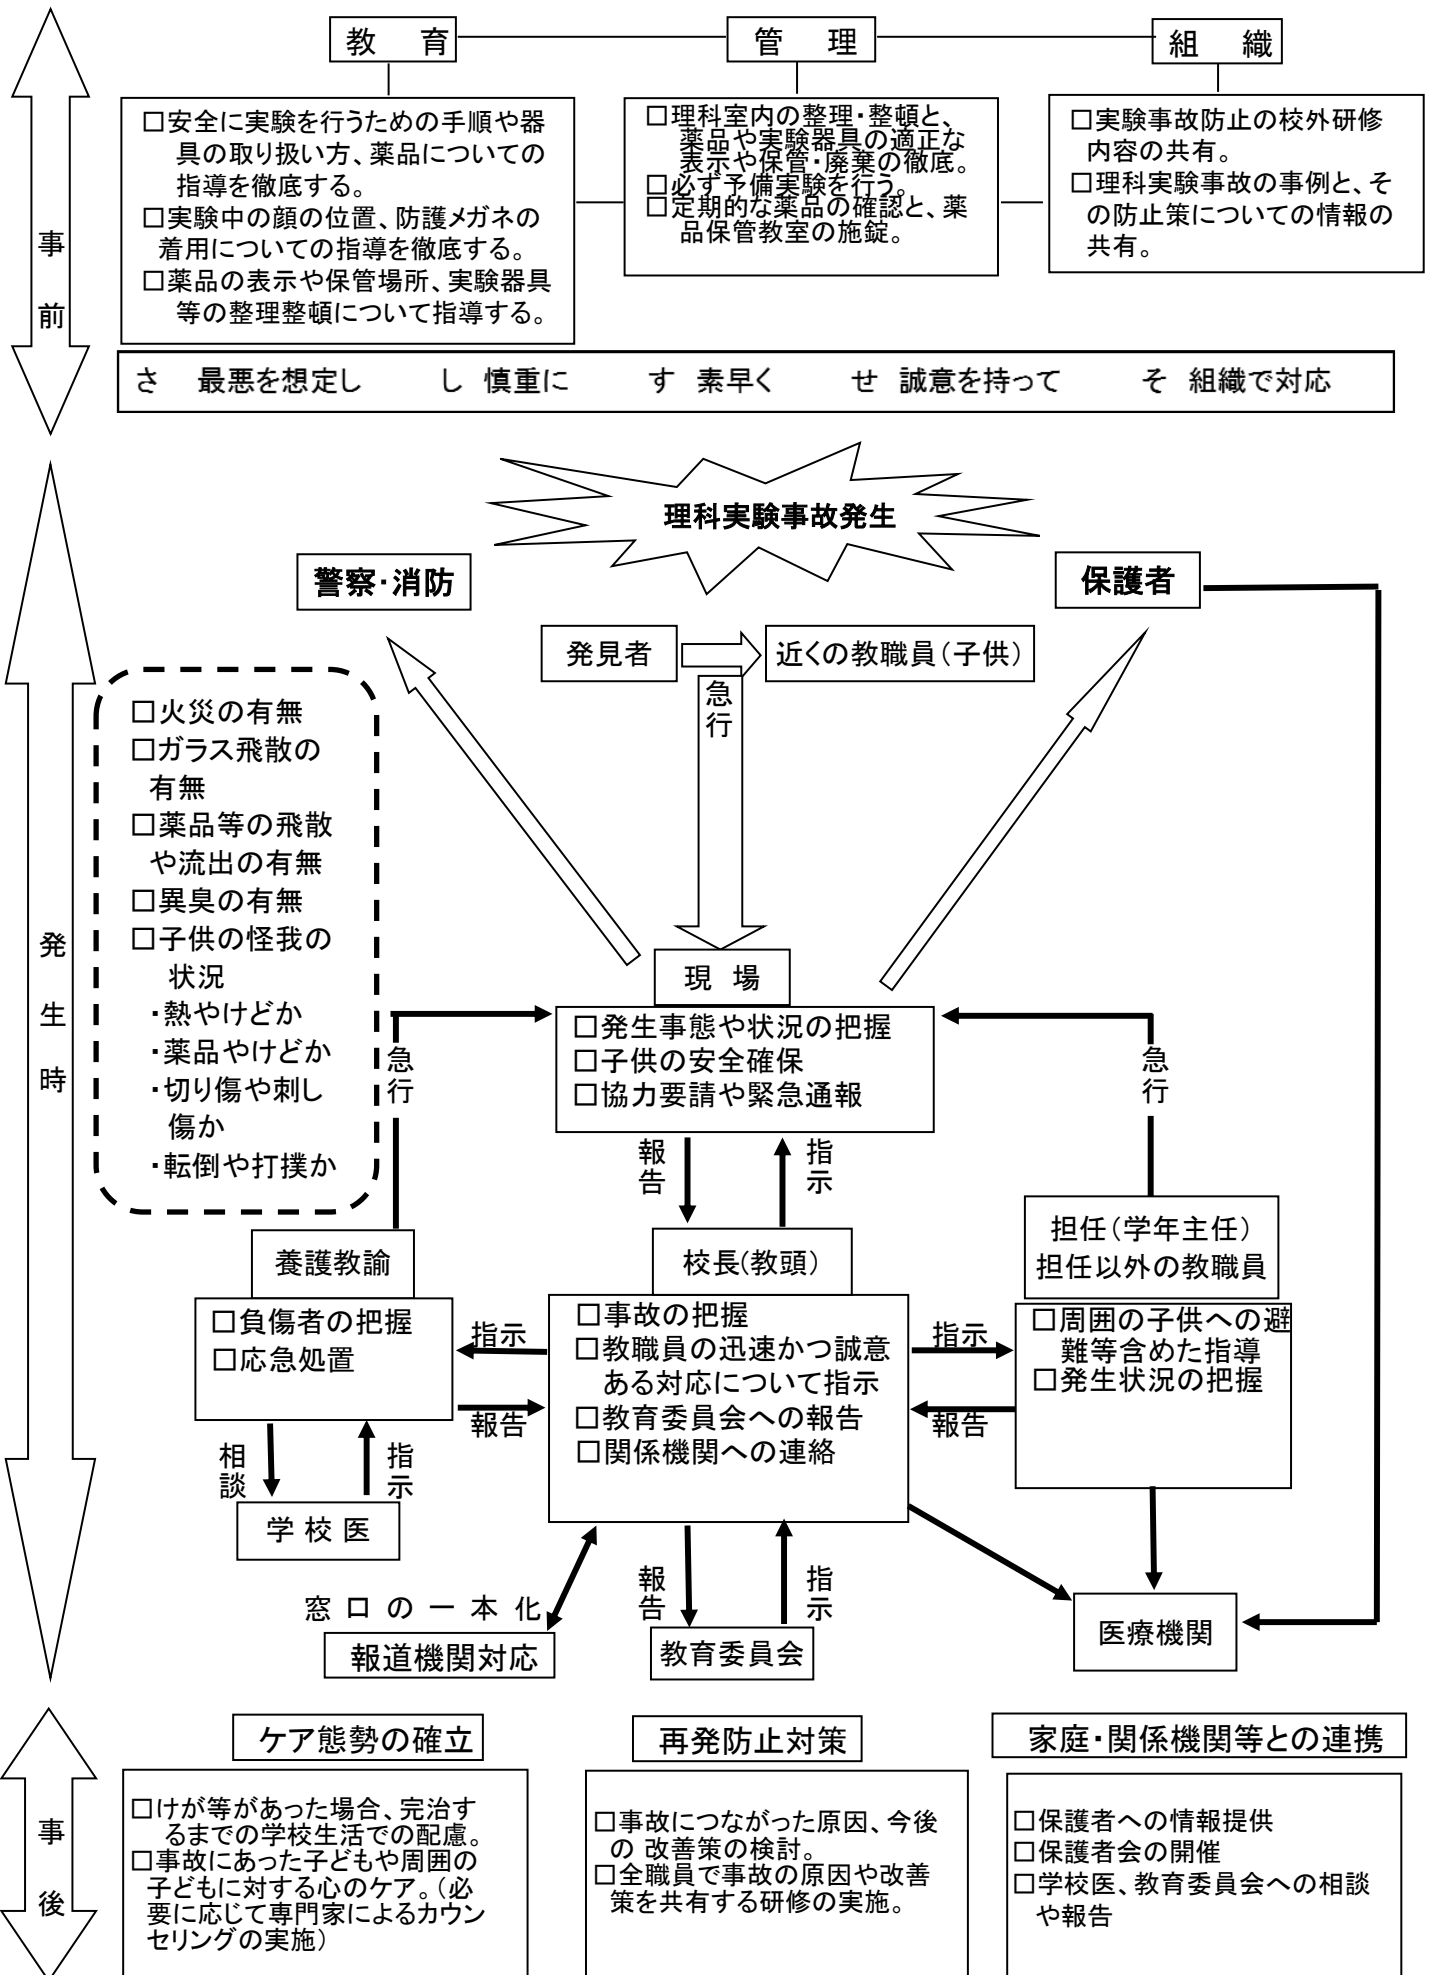 教　育
管　理
組　織
□安全に実験を行うための手順や器
具の取り扱い方、薬品についての
指導を徹底する。
□実験中の顔の位置、防護メガネの
着用についての指導を徹底する。
□薬品の表示や保管場所、実験器具
等の整理整頓について指導する。
□理科室内の整理・整頓と、
薬品や実験器具の適正な
表示や保管・廃棄の徹底。
□必ず予備実験を行う。
□定期的な薬品の確認と、薬
品保管教室の施錠。
□実験事故防止の校外研修
内容の共有。
□理科実験事故の事例と、そ
の防止策についての情報の
共有。
事前
さ　最悪を想定し　し　慎重に　す　素早く　せ　誠意を持って　そ　組織で対応
理科実験事故発生
警察・消防
保護者
発見者
近くの教職員（子供）
急行
□火災の有無
□ガラス飛散の
有無
□薬品等の飛散
や流出の有無
□異臭の有無
□子供の怪我の
状況
・熱やけどか
・薬品やけどか
・切り傷や刺し
傷か
・転倒や打撲か
発生時
現　場
□発生事態や状況の把握
□子供の安全確保
□協力要請や緊急通報
急行
急行
報告
指示
養護教諭
□負傷者の把握
□応急処置
校長(教頭）
□事故の把握
□教職員の迅速かつ誠意
ある対応について指示
□教育委員会への報告
□関係機関への連絡
担任（学年主任）
担任以外の教職員
□周囲の子供への避
難等含めた指導
□発生状況の把握
指示
報告
指示
報告
相談
指示
学 校 医
窓 口 の 一 本 化
報道機関対応
報告
指示
教育委員会
医療機関
事後
ケア態勢の確立
□けが等があった場合、完治す
るまでの学校生活での配慮。
□事故にあった子どもや周囲の
子どもに対する心のケア。（必
要に応じて専門家によるカウン
セリングの実施）
再発防止対策
□事故につながった原因、今後
の 改善策の検討。
□全職員で事故の原因や改善
策を共有する研修の実施。
家庭・関係機関等との連携
□保護者への情報提供
□保護者会の開催
□学校医、教育委員会への相談
や報告